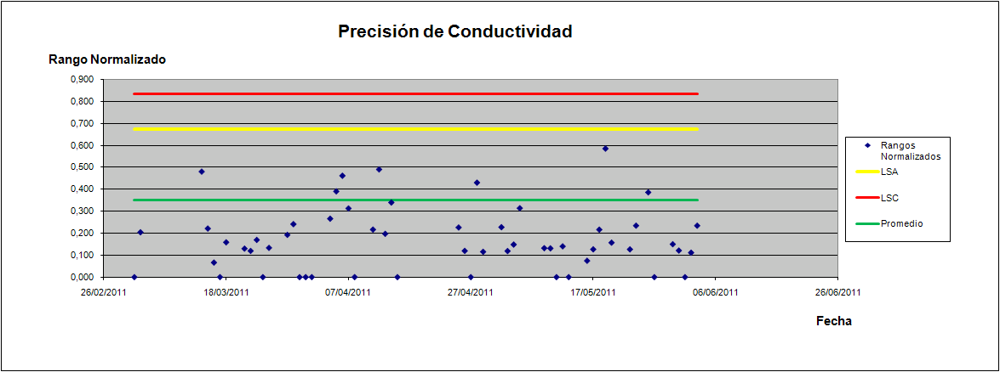 Precisión de Conductividad
Rango Normalizado
0,900
0,800
0,700
0,600
0,500
0,400
0,300
0,200
0,100
0,000
26/02/2011
18/03/2011
07/04/2011
27/04/2011
17/05/2011
06/06/2011
26/06/2011
Fecha
Rangos
Normalizados
LSA
LSC
Promedio